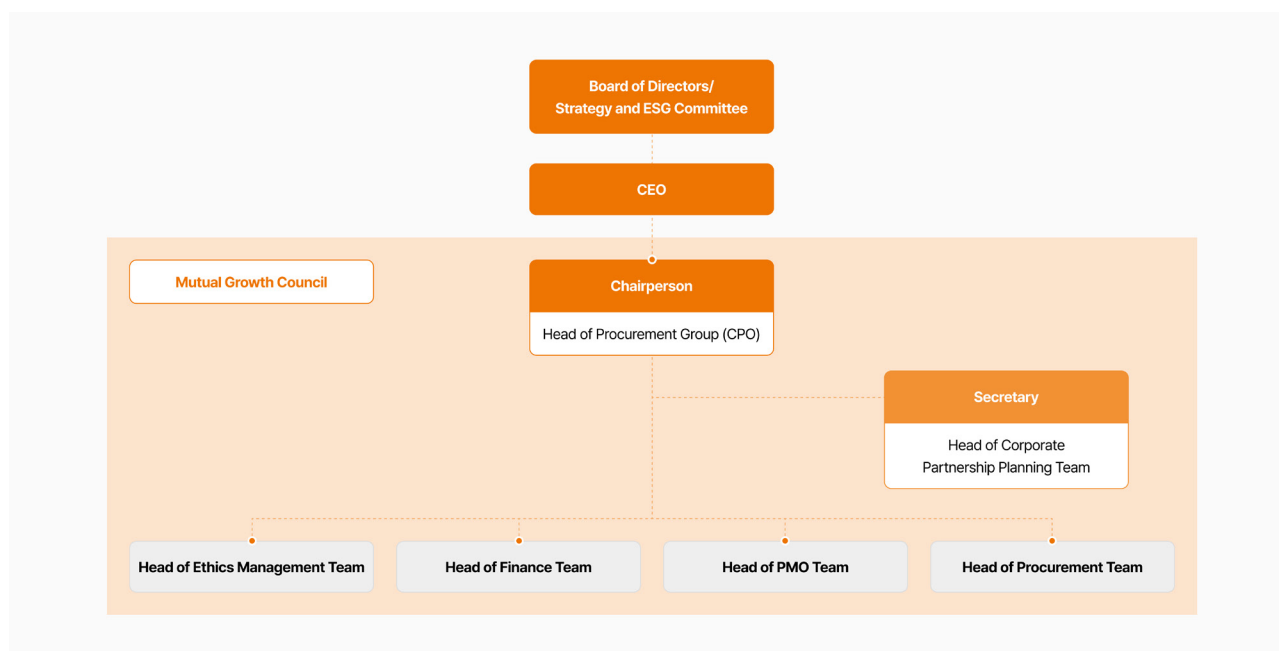 Board of Directors/
Strategy and ESG Committee
CEO
Mutual Growth Council
Chairperson
Head of Procurement Group (CPO)
Secretary
Head of Corporate
Partnership Planning Team
Head of Ethics Management Team
Head of Finance Team
Head of PMO Team
Head of Procurement Team